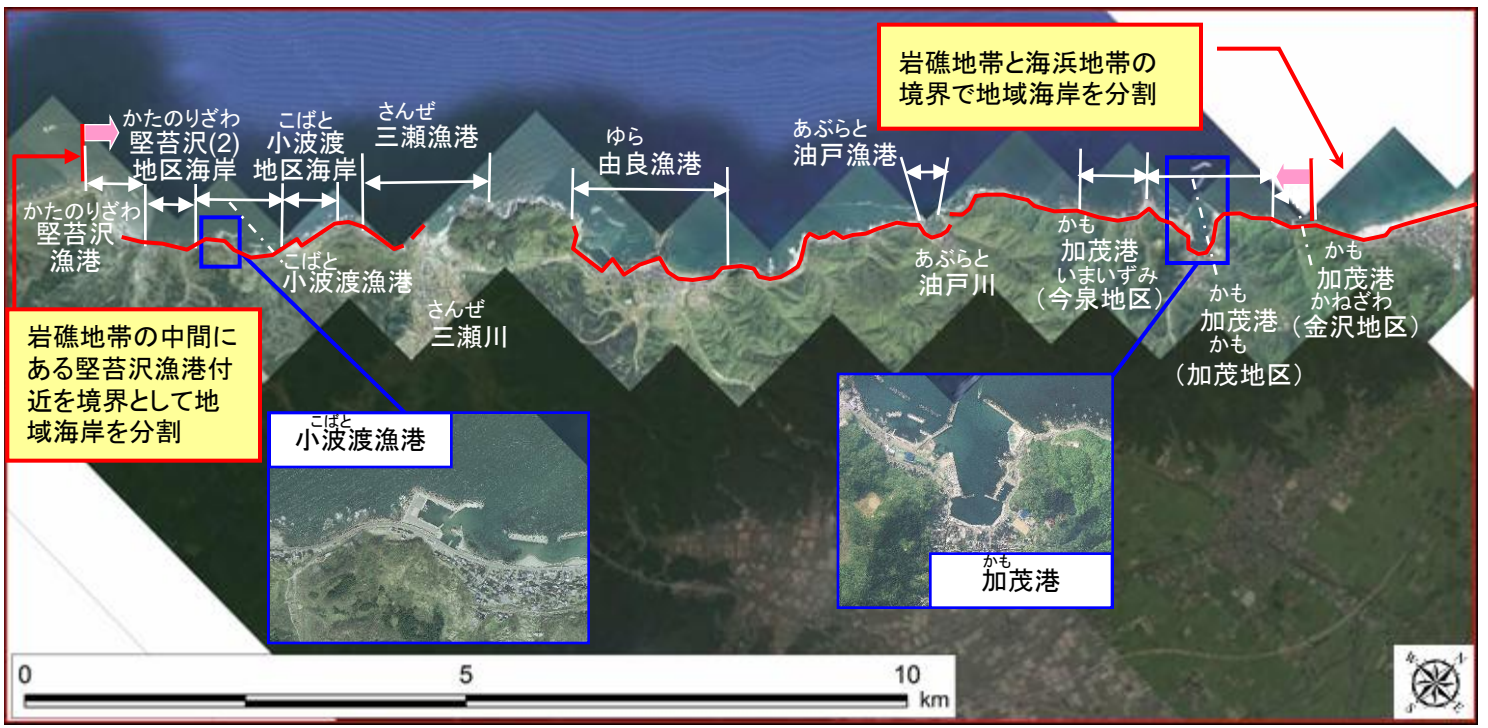 岩礁地帯と海浜地帯の
境界で地域海岸を分割
かたのりざわ
堅苔沢(2)
地区海岸
こばと
小波渡
地区海岸
さんぜ
三瀬漁港
ゆら
由良漁港
あぶらと
油戸漁港
かたのりざわ
堅苔沢
漁港
こばと
小波渡漁港
さんぜ
三瀬川
あぶらと
油戸川
かも
加茂港
いまいずみ
（今泉地区）
かも
加茂港
かも
（加茂地区）
かも
加茂港
かねざわ
（金沢地区）
岩礁地帯の中間に
ある堅苔沢漁港付
近を境界として地
域海岸を分割
こばと
小波渡漁港
かも
加茂港
0 5 10
km